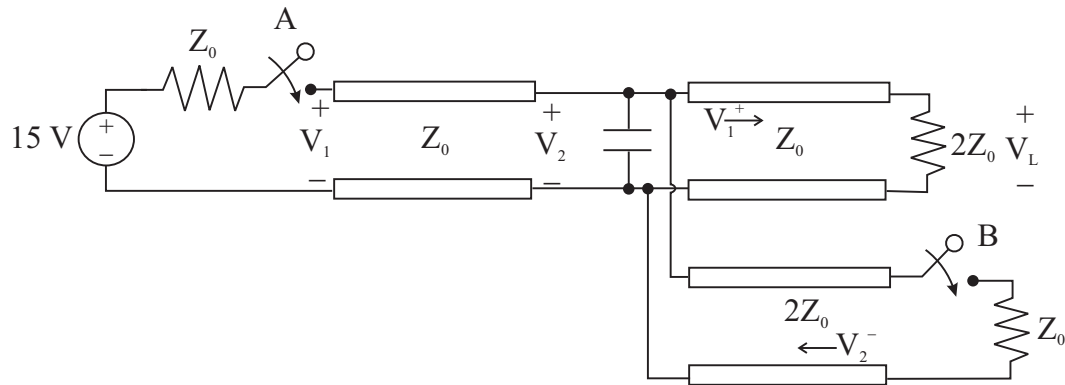 A
Z₀
15 V
+
−
+
V₁
−
Z₀
+
V₂
−
V₁⁺
Z₀
2Z₀
+
V_L
−
B
2Z₀
V₂⁻
Z₀